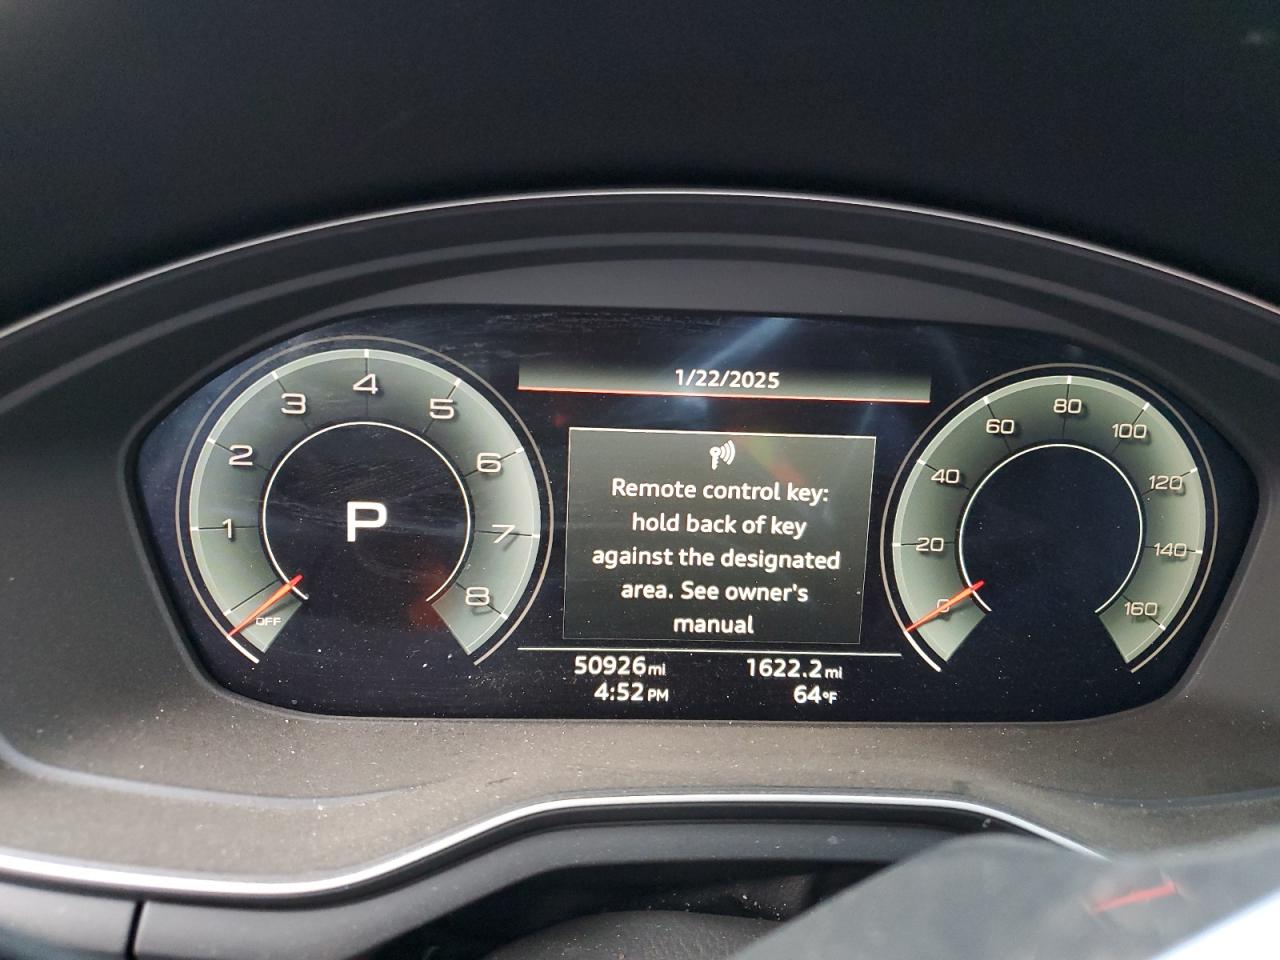 1/22/2025
1
2
3
4
5
6
7
8
OFF
P
Remote control key:
hold back of key
against the designated
area. See owner's
manual
50926mi 1622.2mi
4:52 PM 64°F
0
20
40
60
80
100
120
140
160